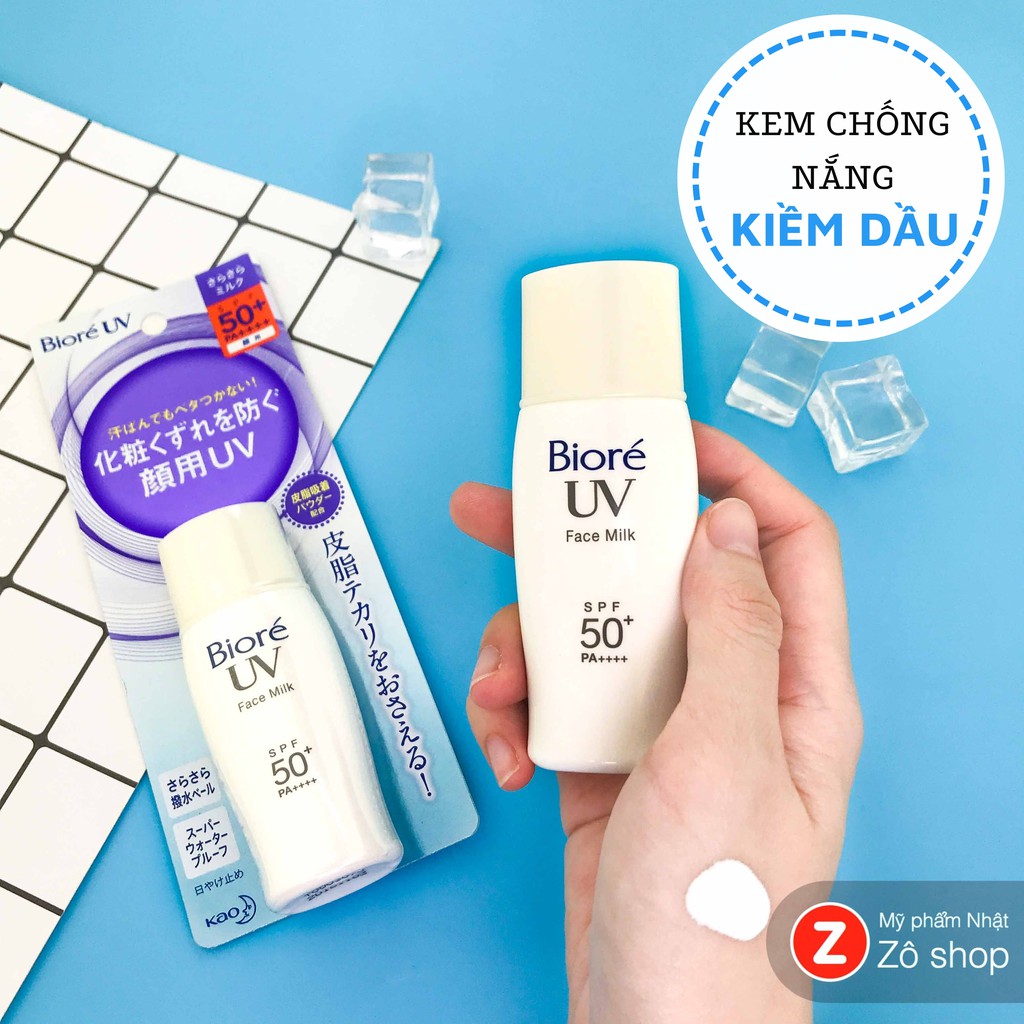 KEM CHỐNG
NẮNG
KIỀM DẦU
Bioré UV
さらさら
ミルク
SPF
50+
PA++++
顔用
汗ばんでもベタつかない!
化粧くずれを防ぐ
顔用UV
皮脂吸着
パウダー
配合
皮脂テカリをおさえる!
Bioré
UV
Face Milk
SPF
50+
PA++++
さらさら
撥水ベール
スーパー
ウォーター
プルーフ
日やけ止め
Kao
Bioré
UV
Face Milk
SPF
50+
PA++++
Z
Mỹ phẩm Nhật
Zô shop